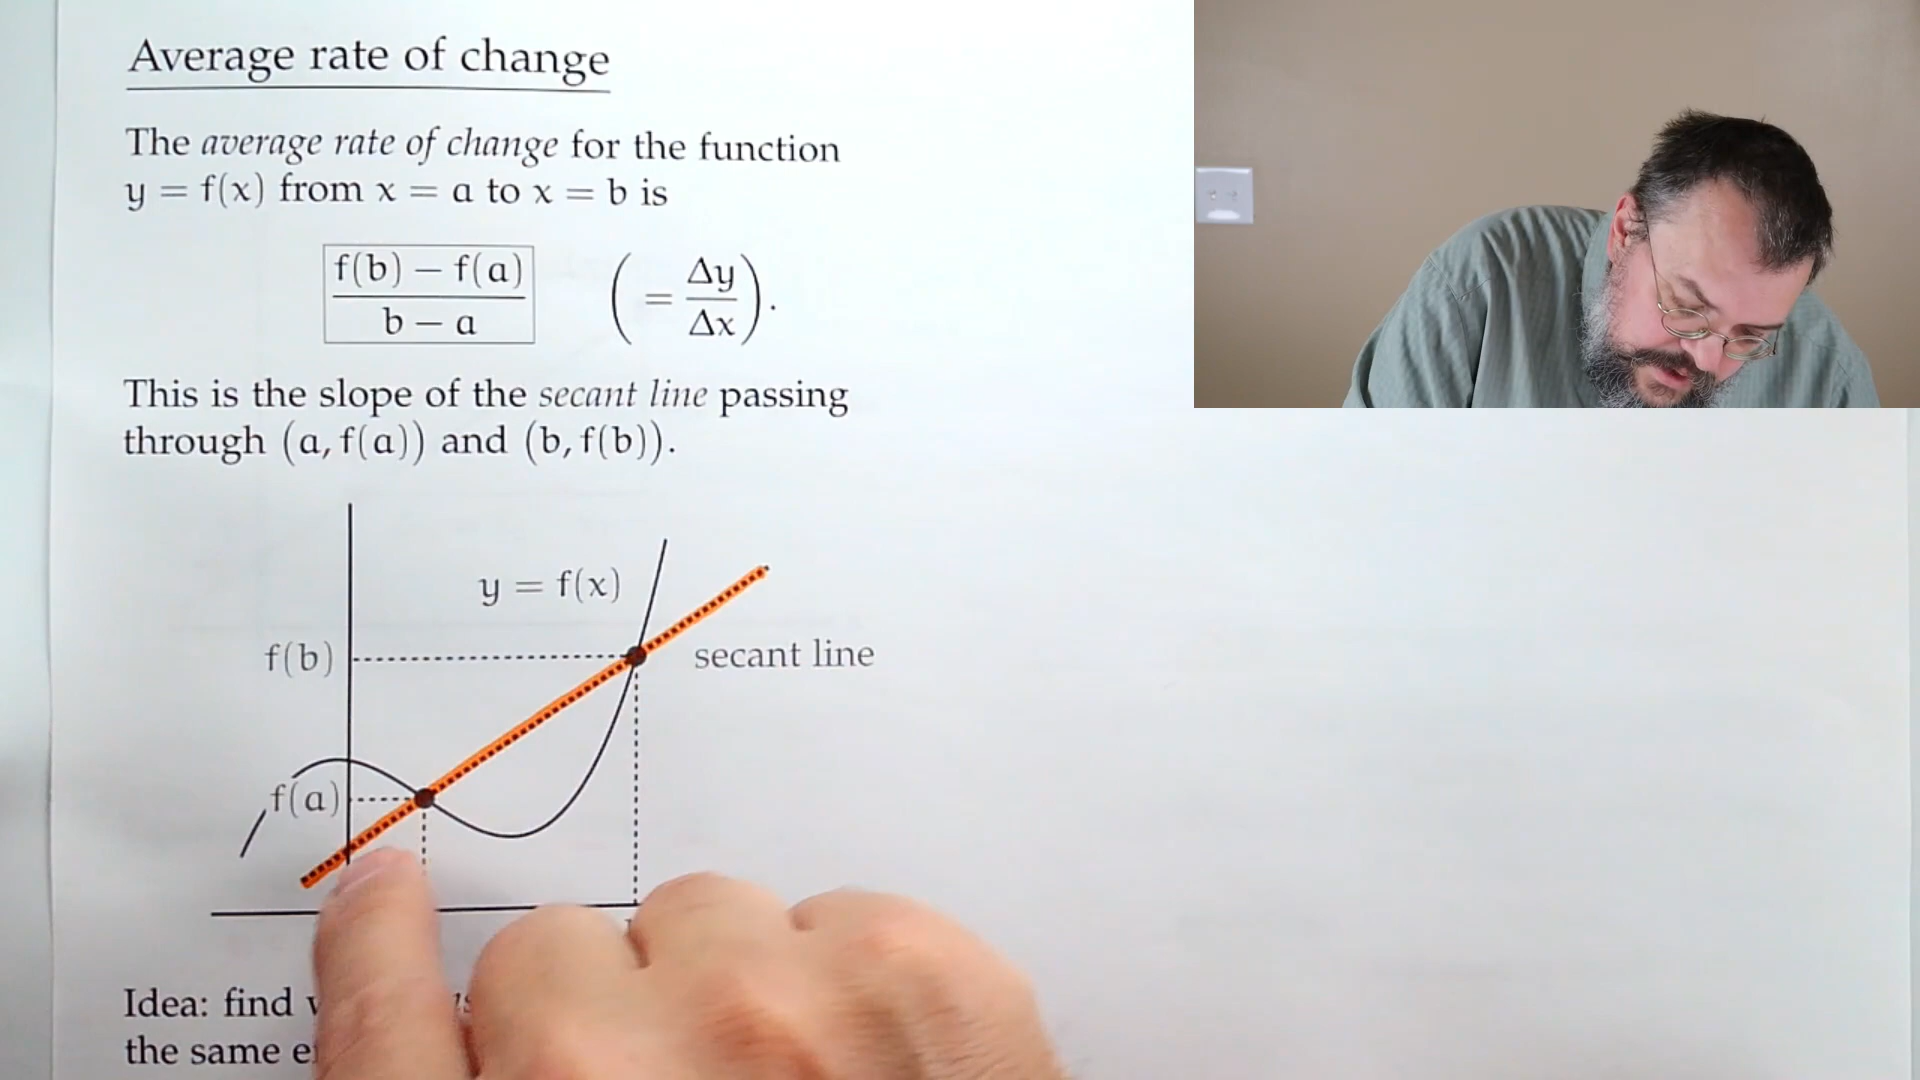 Average rate of change
The average rate of change for the function
y = f(x) from x = a to x = b is
f(b) − f(a)
b − a
( = Δy
Δx ).
This is the slope of the secant line passing
through (a, f(a)) and (b, f(b)).
y = f(x)
f(b)
secant line
f(a)
Idea: find
the same